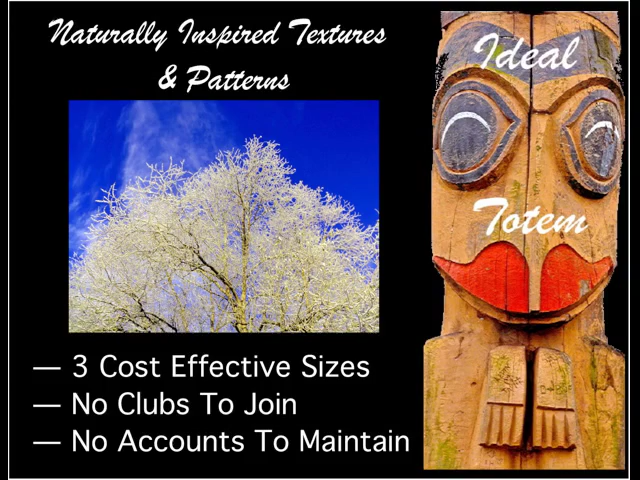 Naturally Inspired Textures
& Patterns
Ideal
Totem
— 3 Cost Effective Sizes
— No Clubs To Join
— No Accounts To Maintain